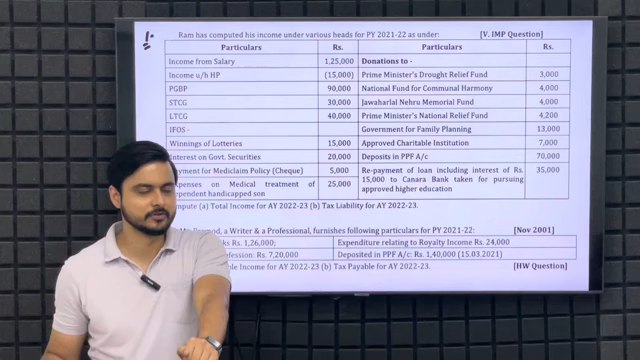 1.
Ram has computed his income under various heads for PY 2021-22 as under: [V. IMP Question]
Particulars Rs. Particulars Rs.
Income from Salary 1,25,000 Donations to -
Income u/h HP (15,000) Prime Minister's Drought Relief Fund 3,000
PGBP 90,000 National Fund for Communal Harmony 4,000
STCG 30,000 Jawaharlal Nehru Memorial Fund 4,000
LTCG 40,000 Prime Minister's National Relief Fund 4,200
IFOS - Government for Family Planning 13,000
Winnings of Lotteries 15,000 Approved Charitable Institution 7,000
Interest on Govt. Securities 20,000 Deposits in PPF A/c 70,000
ayment for Mediclaim Policy (Cheque) 5,000 Re-payment of loan including interest of Rs. 35,000
15,000 to Canara Bank taken for pursuing
xpenses on Medical treatment of 25,000 approved higher education
ependent handicapped son
mpute (a) Total Income for AY 2022-23 (b) Tax Liability for AY 2022-23.
a Writer & Professional, furnishes following particulars for PY 2021-22: [Nov 2001]
ks Rs. 1,26,000; Expenditure relating to Royalty Income Rs. 24,000
ofession: Rs. 7,20,000 Deposited in PPF A/c: Rs. 1,40,000 (15.03.2021)
ble Income for AY 2022-23 (b) Tax Payable for AY 2022-23. [HW Question]